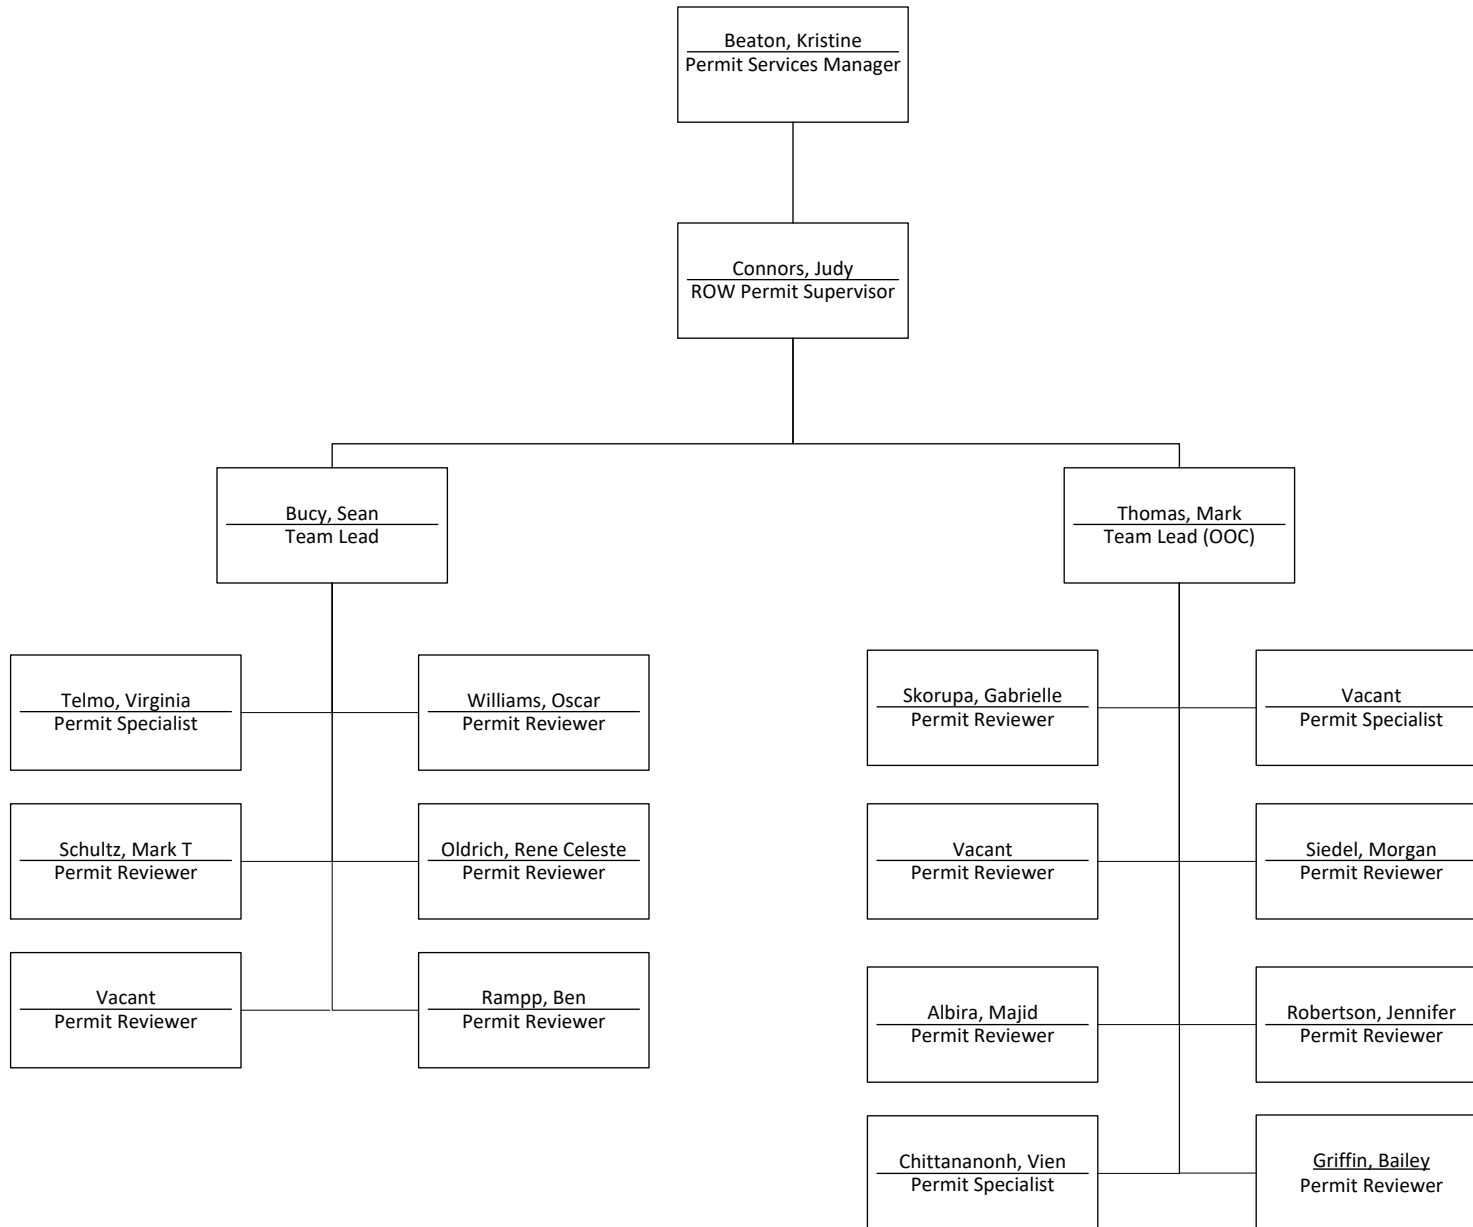 Beaton, Kristine
Permit Services Manager
Connors, Judy
ROW Permit Supervisor
Bucy, Sean
Team Lead
Thomas, Mark
Team Lead (OOC)
Telmo, Virginia
Permit Specialist
Williams, Oscar
Permit Reviewer
Schultz, Mark T
Permit Reviewer
Oldrich, Rene Celeste
Permit Reviewer
Vacant
Permit Reviewer
Rampp, Ben
Permit Reviewer
Skorupa, Gabrielle
Permit Reviewer
Vacant
Permit Specialist
Vacant
Permit Reviewer
Siedel, Morgan
Permit Reviewer
Albira, Majid
Permit Reviewer
Robertson, Jennifer
Permit Reviewer
Chittananonh, Vien
Permit Specialist
Griffin, Bailey
Permit Reviewer